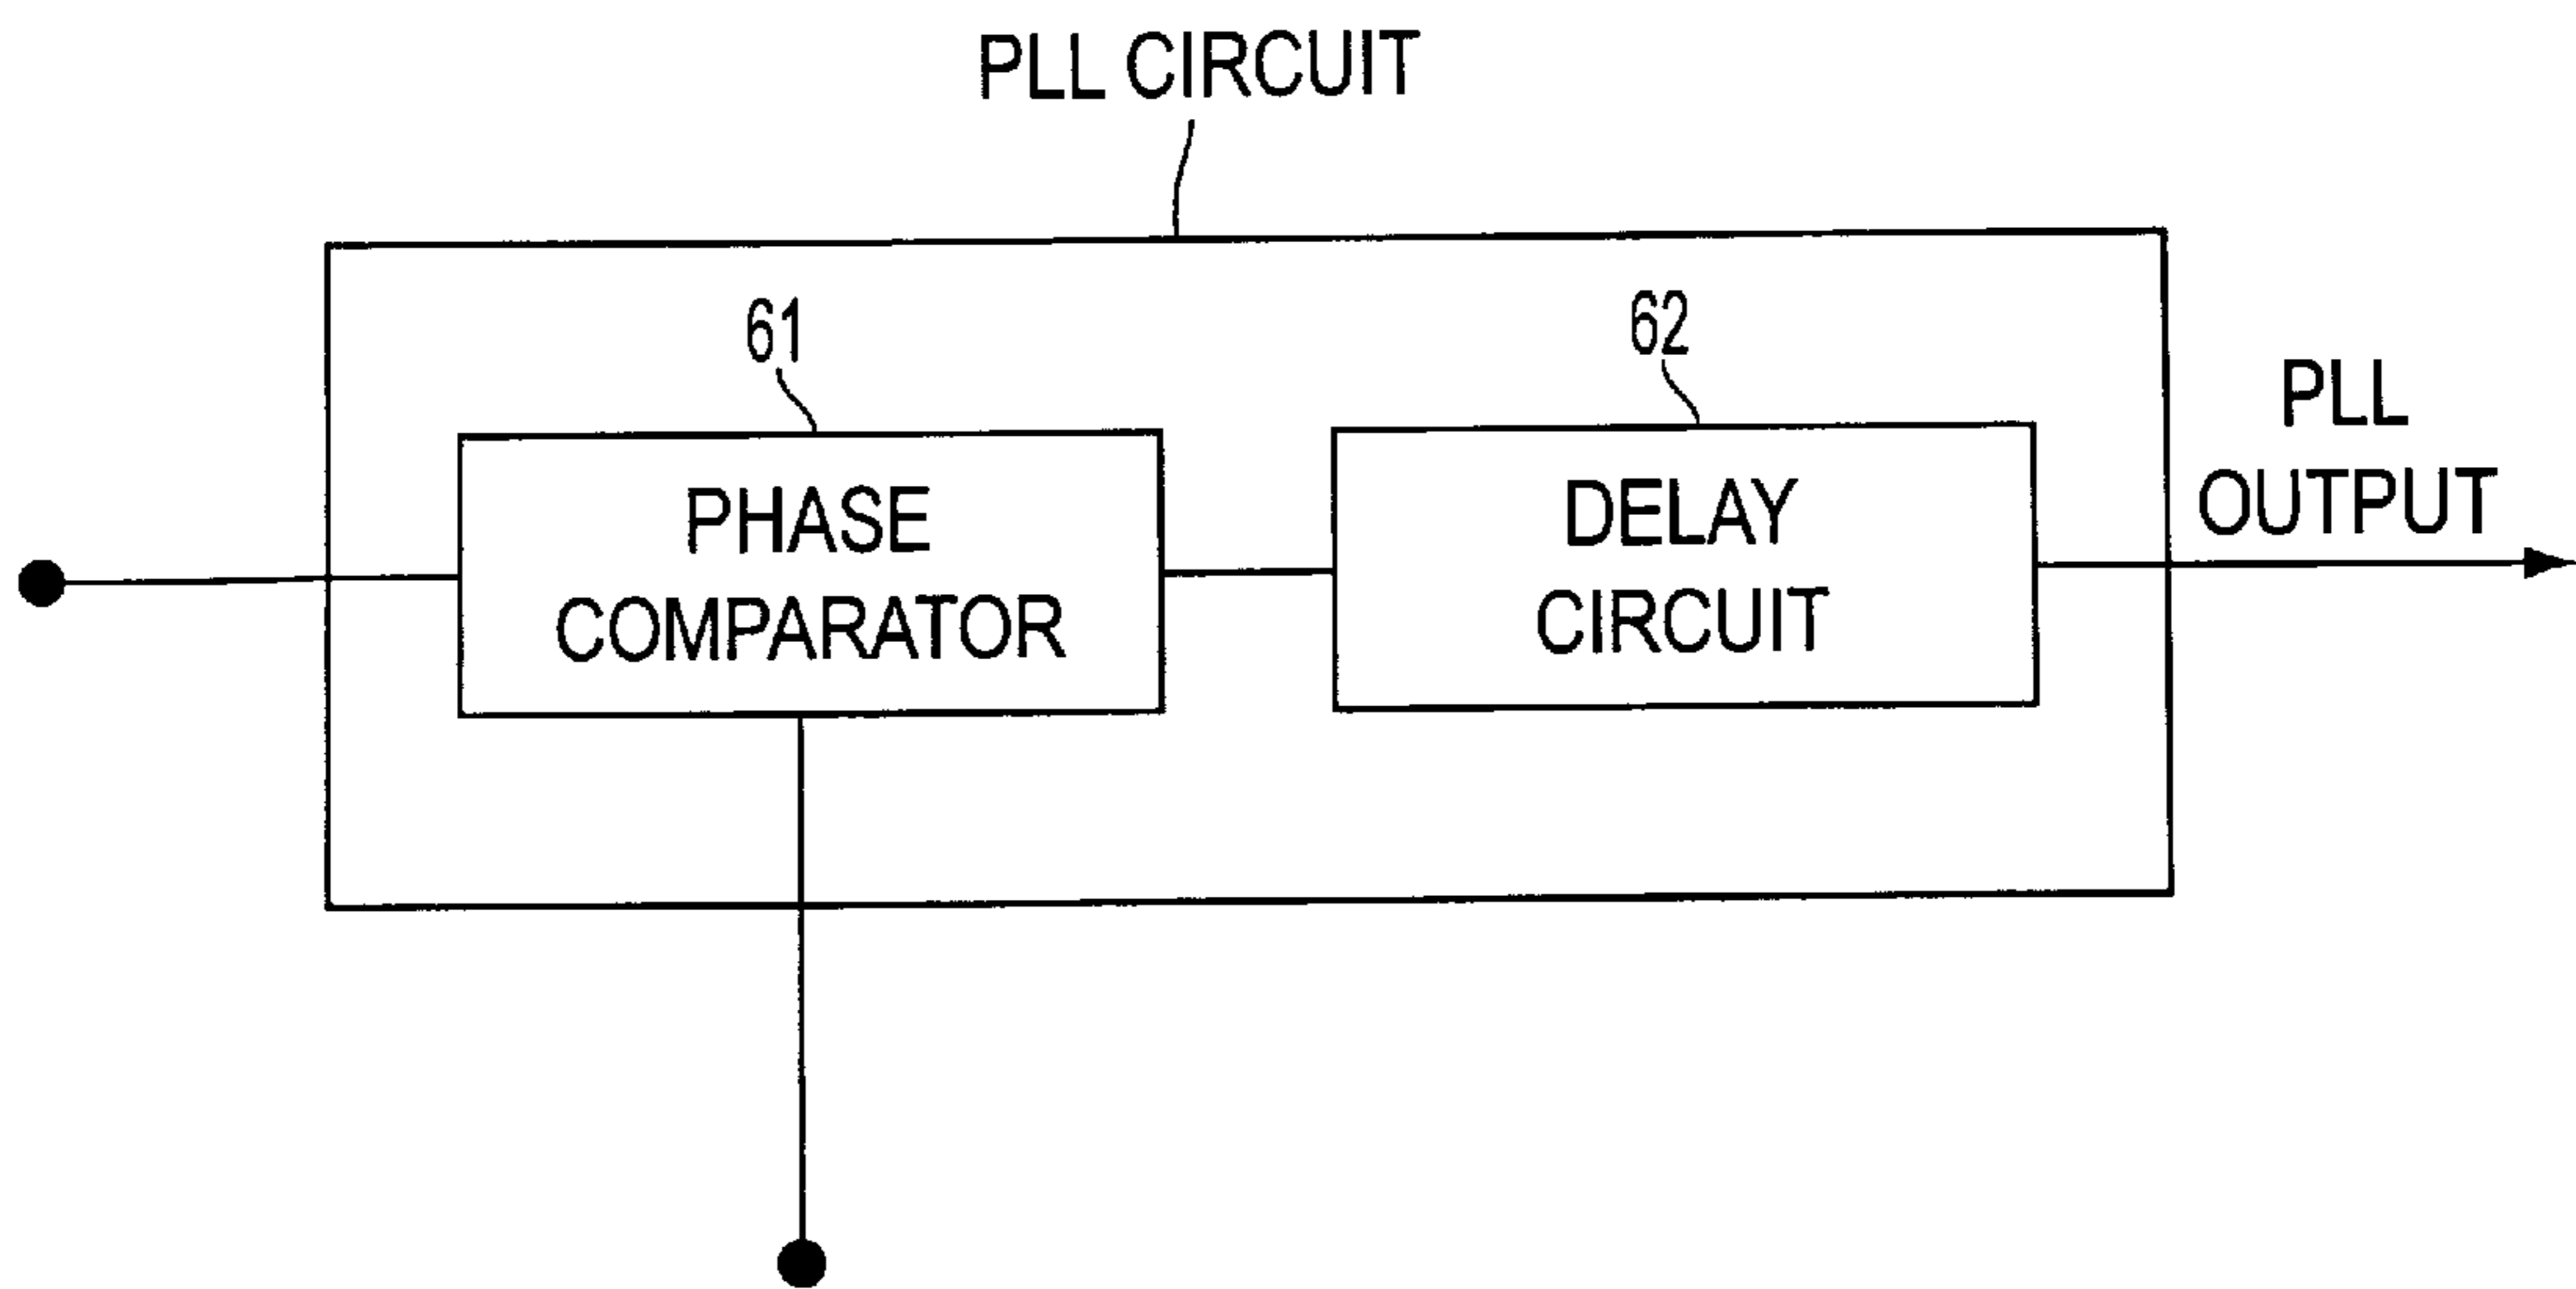 PLL CIRCUIT
61
62
PHASE
COMPARATOR
DELAY
CIRCUIT
PLL
OUTPUT